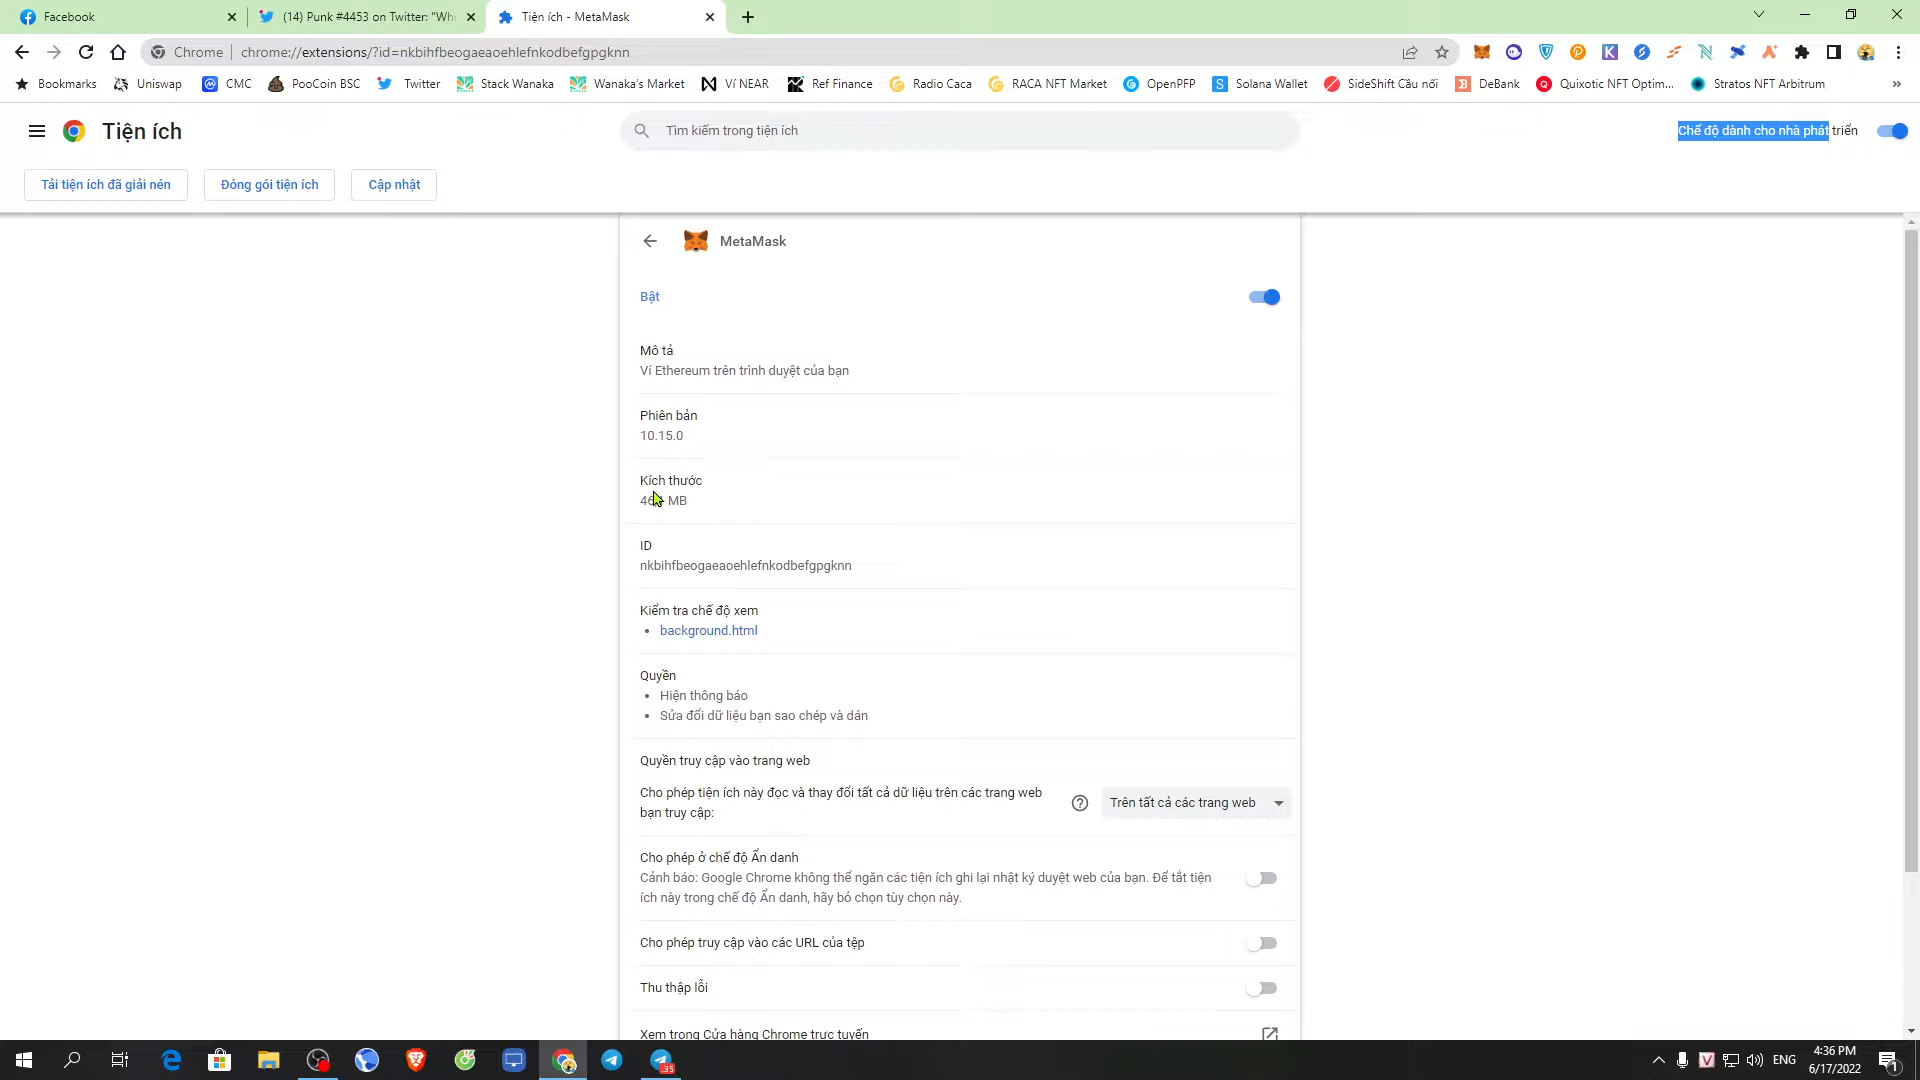 Facebook
(14) Punk #4453 on Twitter: "Wh
Tiện ích - MetaMask
Chrome
chrome://extensions/?id=nkbihfbeogaeaoehlefnkodbefgpgknn
Bookmarks
Uniswap
CMC
PooCoin BSC
Twitter
Stack Wanaka
Wanaka's Market
Ví NEAR
Ref Finance
Radio Caca
RACA NFT Market
OpenPFP
Solana Wallet
SideShift Cầu nối
DeBank
Quixotic NFT Optim...
Stratos NFT Arbitrum
Tiện ích
Tìm kiếm trong tiện ích
Chế độ dành cho nhà phát triển
Tải tiện ích đã giải nén
Đóng gói tiện ích
Cập nhật
MetaMask
Bật
Mô tả
Ví Ethereum trên trình duyệt của bạn
Phiên bản
10.15.0
Kích thước
MB
ID
nkbihfbeogaeaoehlefnkodbefgpgknn
Kiểm tra chế độ xem
background.html
Quyền
Hiện thông báo
Sửa đổi dữ liệu bạn sao chép và dán
Quyền truy cập vào trang web
Cho phép tiện ích này đọc và thay đổi tất cả dữ liệu trên các trang web
bạn truy cập:
Trên tất cả các trang web
Cho phép ở chế độ Ẩn danh
Cảnh báo: Google Chrome không thể ngăn các tiện ích ghi lại nhật ký duyệt web của bạn. Để tắt tiện
ích này trong chế độ Ẩn danh, hãy bỏ chọn tùy chọn này.
Cho phép truy cập vào các URL của tệp
Thu thập lỗi
Xem trong Cửa hàng Chrome trực tuyến
35
ENG
4:36 PM
6/17/2022
1